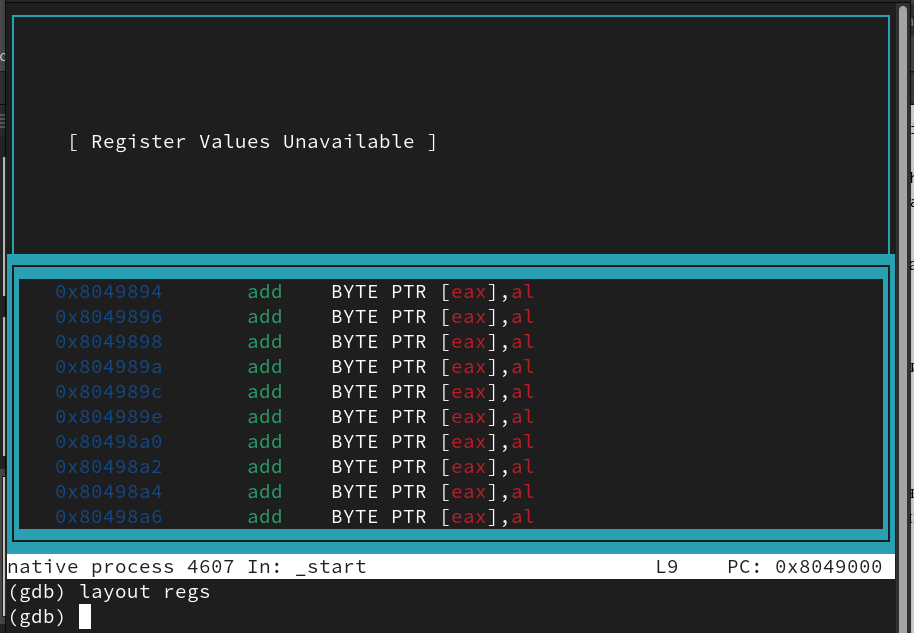 [ Register Values Unavailable ]
0x8049894 add BYTE PTR [eax],al
0x8049896 add BYTE PTR [eax],al
0x8049898 add BYTE PTR [eax],al
0x804989a add BYTE PTR [eax],al
0x804989c add BYTE PTR [eax],al
0x804989e add BYTE PTR [eax],al
0x80498a0 add BYTE PTR [eax],al
0x80498a2 add BYTE PTR [eax],al
0x80498a4 add BYTE PTR [eax],al
0x80498a6 add BYTE PTR [eax],al
native process 4607 In: _start L9 PC: 0x8049000
(gdb) layout regs
(gdb)